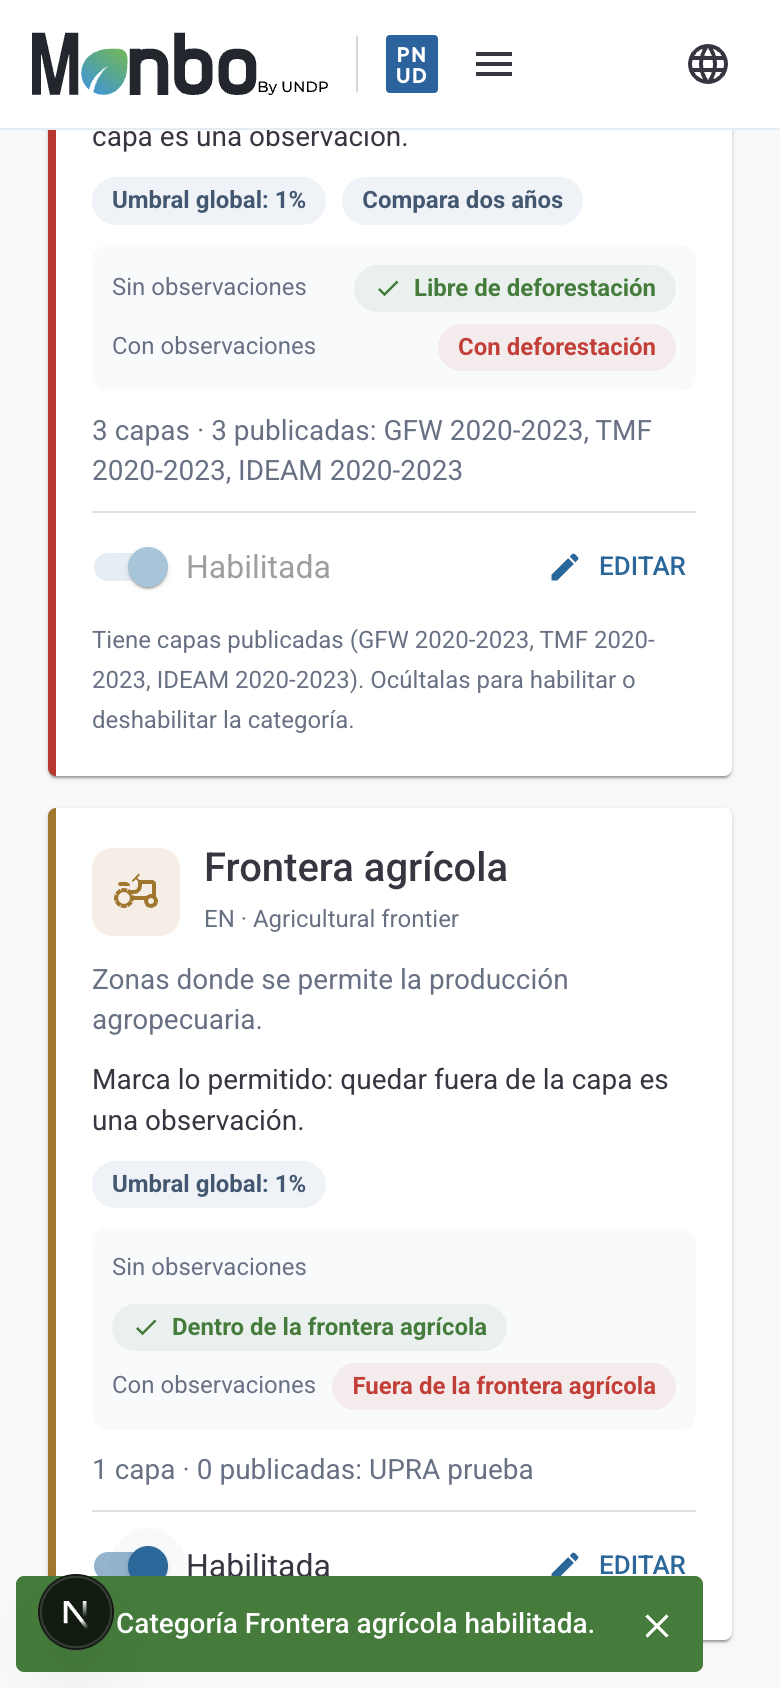 Monbo By UNDP
PN
UD
capa es una observación.
Umbral global: 1%
Compara dos años
Sin observaciones
Libre de deforestación
Con observaciones
Con deforestación
3 capas · 3 publicadas: GFW 2020-2023, TMF
2020-2023, IDEAM 2020-2023
Habilitada
EDITAR
Tiene capas publicadas (GFW 2020-2023, TMF 2020-
2023, IDEAM 2020-2023). Ocúltalas para habilitar o
deshabilitar la categoría.
Frontera agrícola
EN · Agricultural frontier
Zonas donde se permite la producción
agropecuaria.
Marca lo permitido: quedar fuera de la capa es
una observación.
Umbral global: 1%
Sin observaciones
Dentro de la frontera agrícola
Con observaciones
Fuera de la frontera agrícola
1 capa · 0 publicadas: UPRA prueba
Habilitada
EDITAR
N
Categoría Frontera agrícola habilitada.